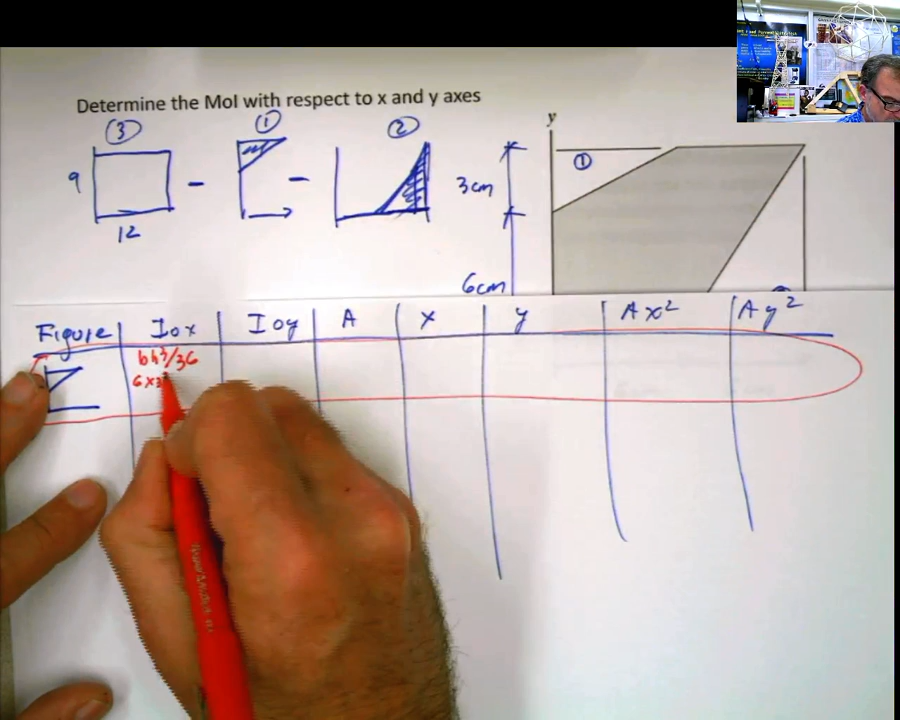 Determine the MoI with respect to x and y axes
③ ① ②
9 - -
12
y
①
3cm
6cm
Figure Iox Ioy A x y Ax² Ay²
bh³/36
6x3³